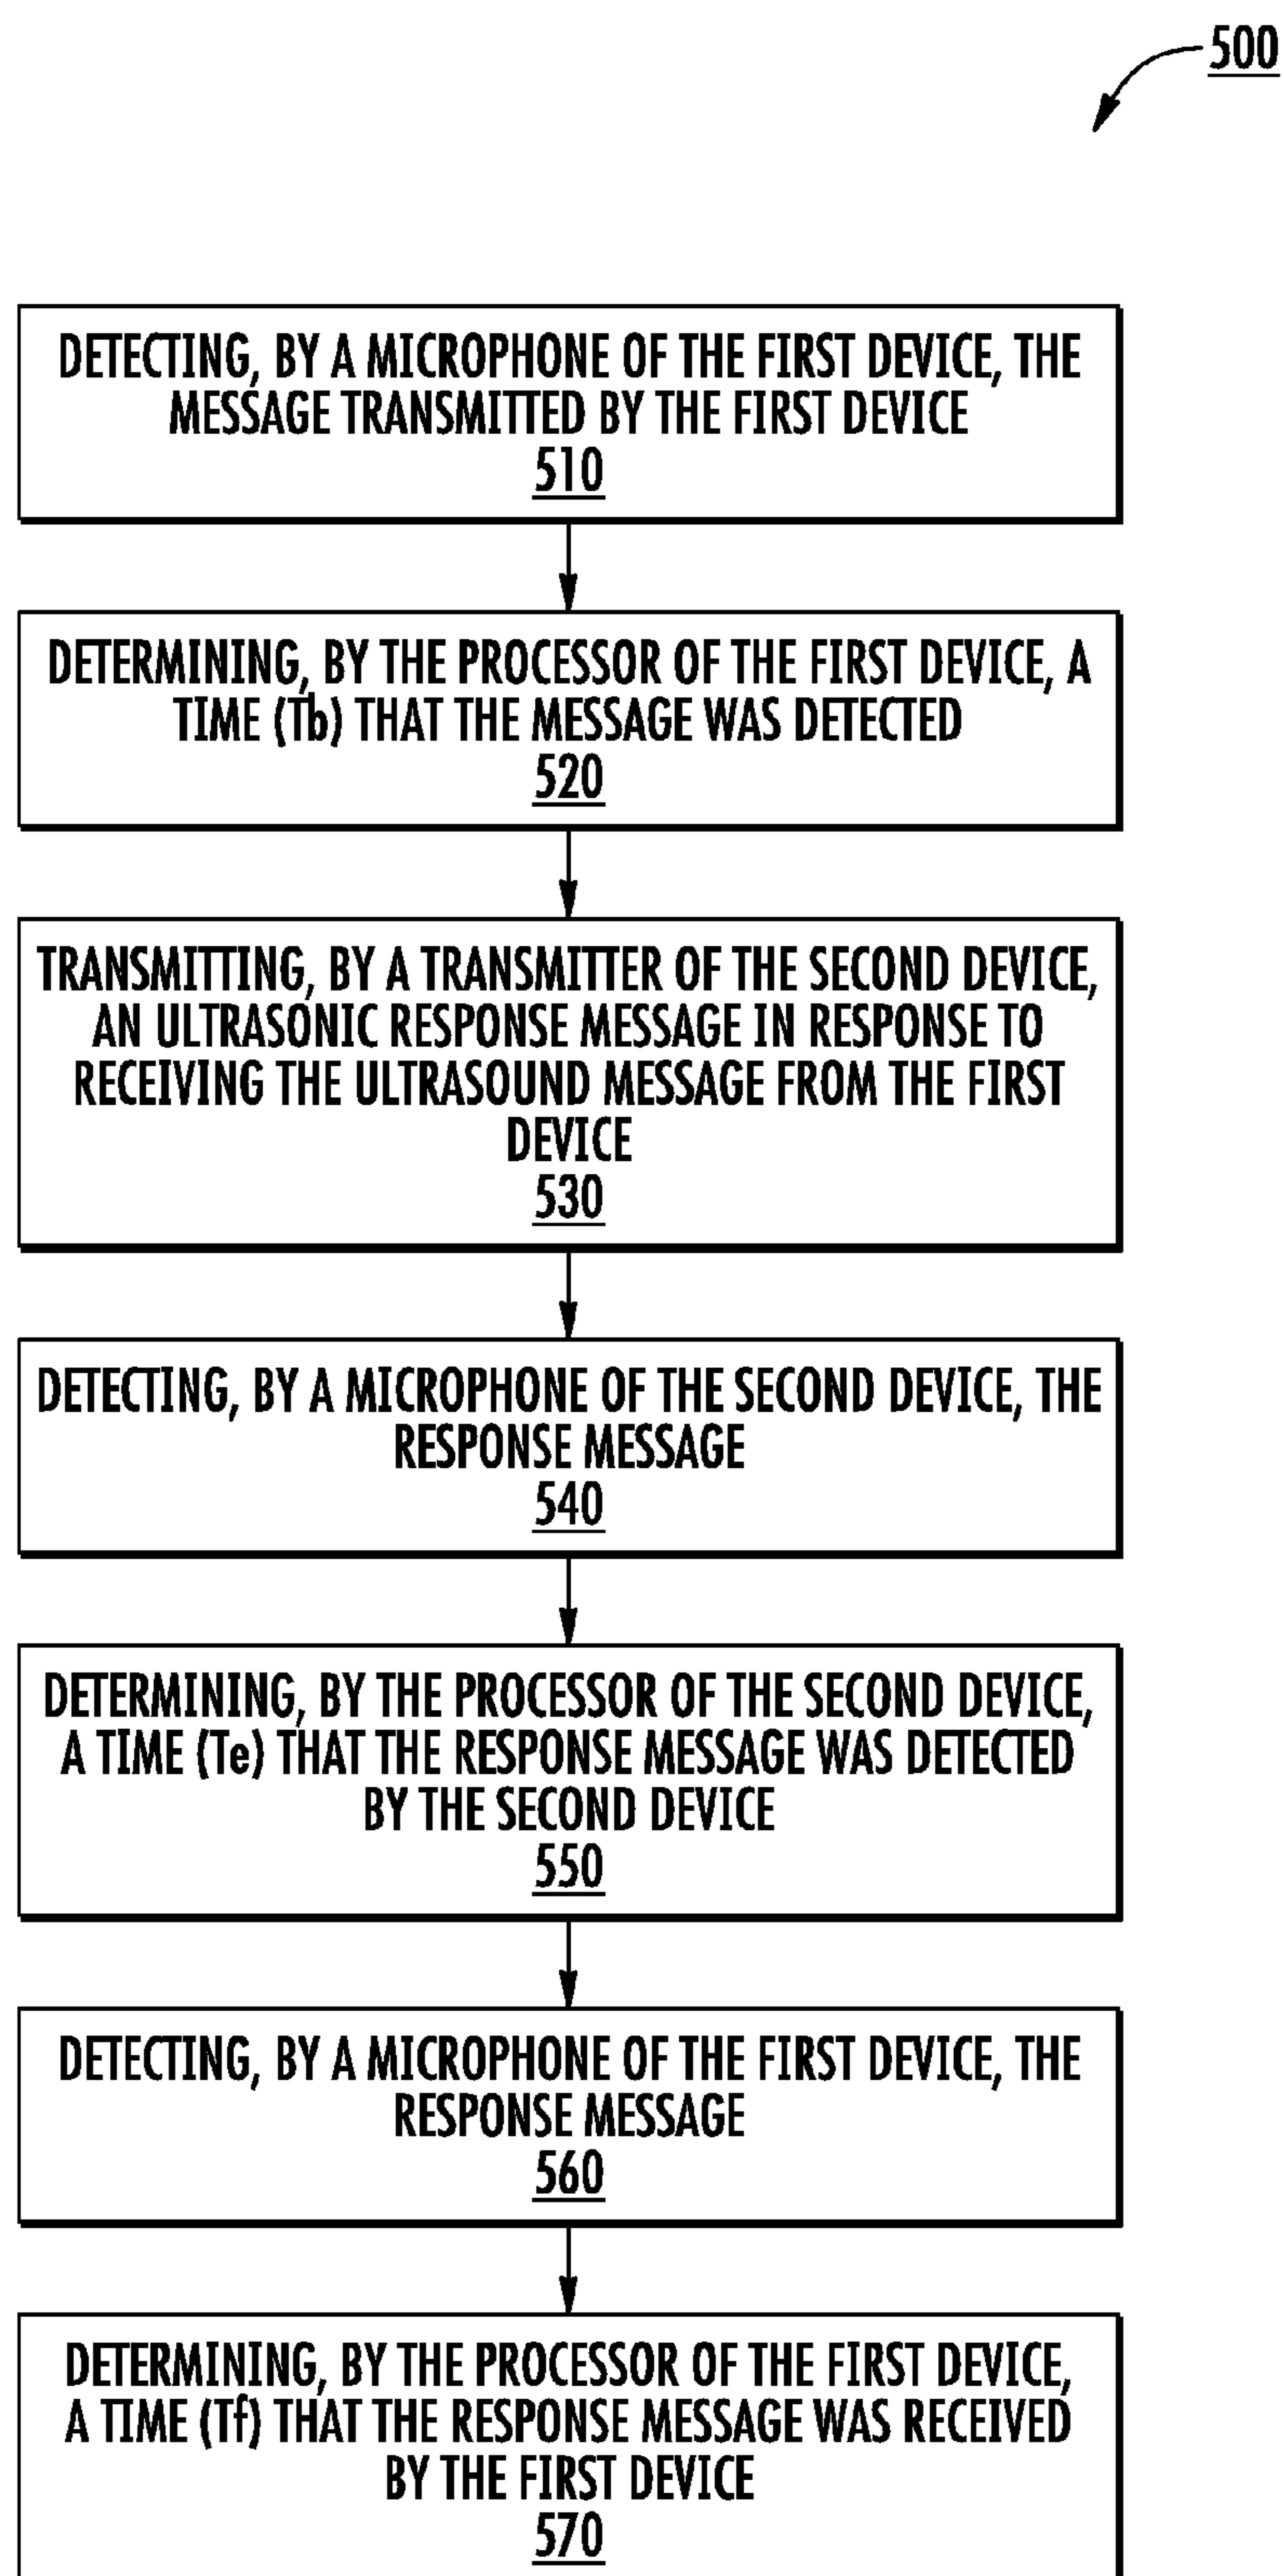 500
DETECTING, BY A MICROPHONE OF THE FIRST DEVICE, THE
MESSAGE TRANSMITTED BY THE FIRST DEVICE
510
DETERMINING, BY THE PROCESSOR OF THE FIRST DEVICE, A
TIME (Tb) THAT THE MESSAGE WAS DETECTED
520
TRANSMITTING, BY A TRANSMITTER OF THE SECOND DEVICE,
AN ULTRASONIC RESPONSE MESSAGE IN RESPONSE TO
RECEIVING THE ULTRASOUND MESSAGE FROM THE FIRST
DEVICE
530
DETECTING, BY A MICROPHONE OF THE SECOND DEVICE, THE
RESPONSE MESSAGE
540
DETERMINING, BY THE PROCESSOR OF THE SECOND DEVICE,
A TIME (Te) THAT THE RESPONSE MESSAGE WAS DETECTED
BY THE SECOND DEVICE
550
DETECTING, BY A MICROPHONE OF THE FIRST DEVICE, THE
RESPONSE MESSAGE
560
DETERMINING, BY THE PROCESSOR OF THE FIRST DEVICE,
A TIME (Tf) THAT THE RESPONSE MESSAGE WAS RECEIVED
BY THE FIRST DEVICE
570